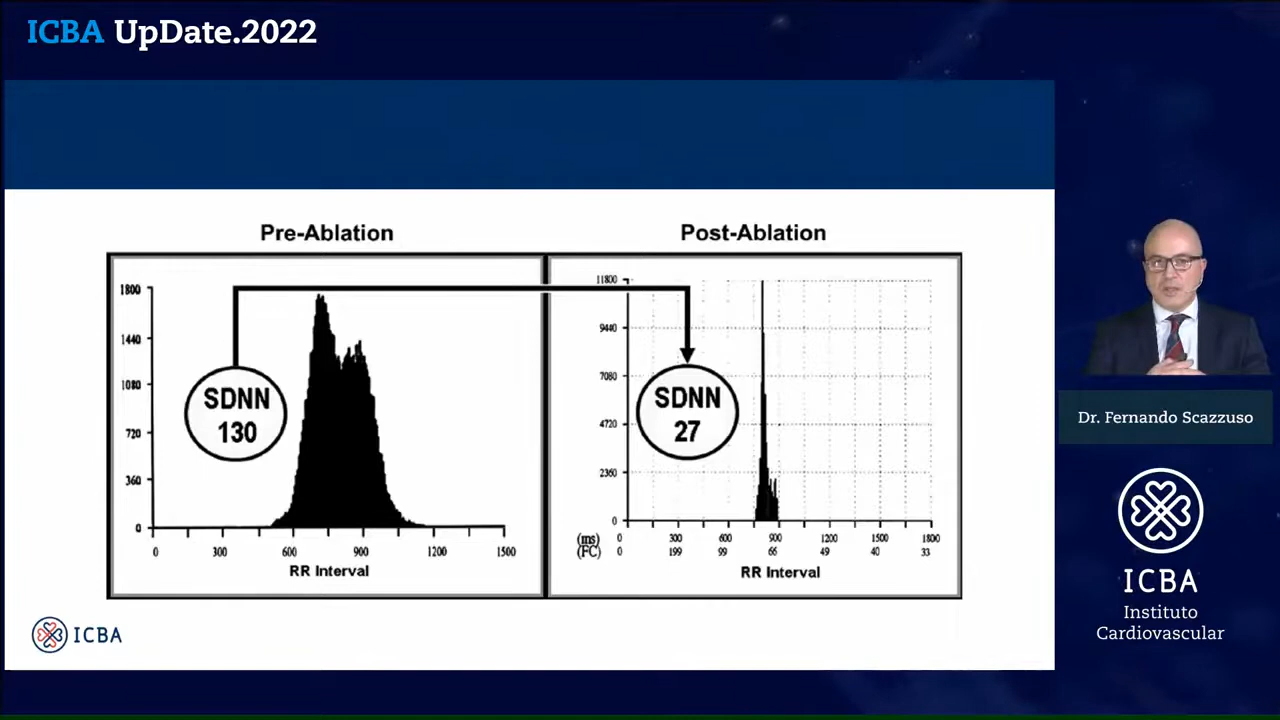 ICBA UpDate.2022
Pre-Ablation
Post-Ablation
1800
1440
1080
720
360
0
0 300 600 900 1200 1500
RR Interval
SDNN
130
11800
9440
7080
4720
2360
0
(ms) 0 300 600 900 1200 1500 1800
(FC) 0 199 99 66 49 40 33
RR Interval
SDNN
27
ICBA
Dr. Fernando Scazzuso
ICBA
Instituto
Cardiovascular